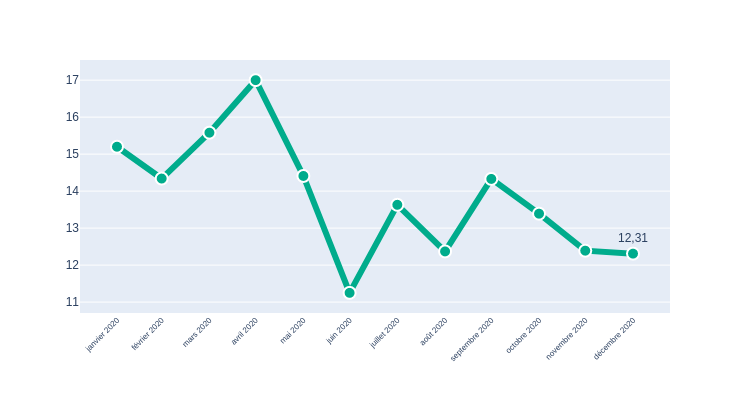 17
16
15
14
13
12
11
12,31
janvier 2020
février 2020
mars 2020
avril 2020
mai 2020
juin 2020
juillet 2020
août 2020
septembre 2020
octobre 2020
novembre 2020
décembre 2020